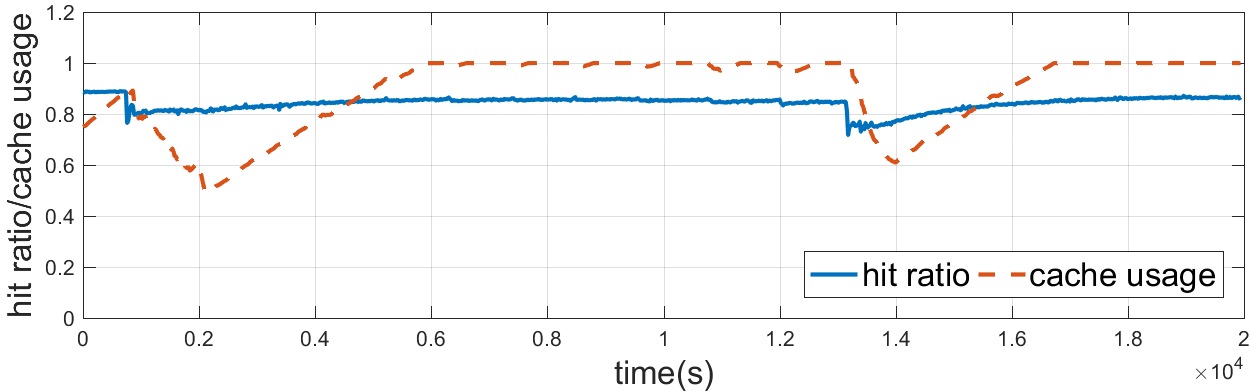 hit ratio/cache usage
1.2
1
0.8
0.6
0.4
0.2
0
0 0.2 0.4 0.6 0.8 1 1.2 1.4 1.6 1.8 2
×10⁴
time(s)
hit ratio cache usage